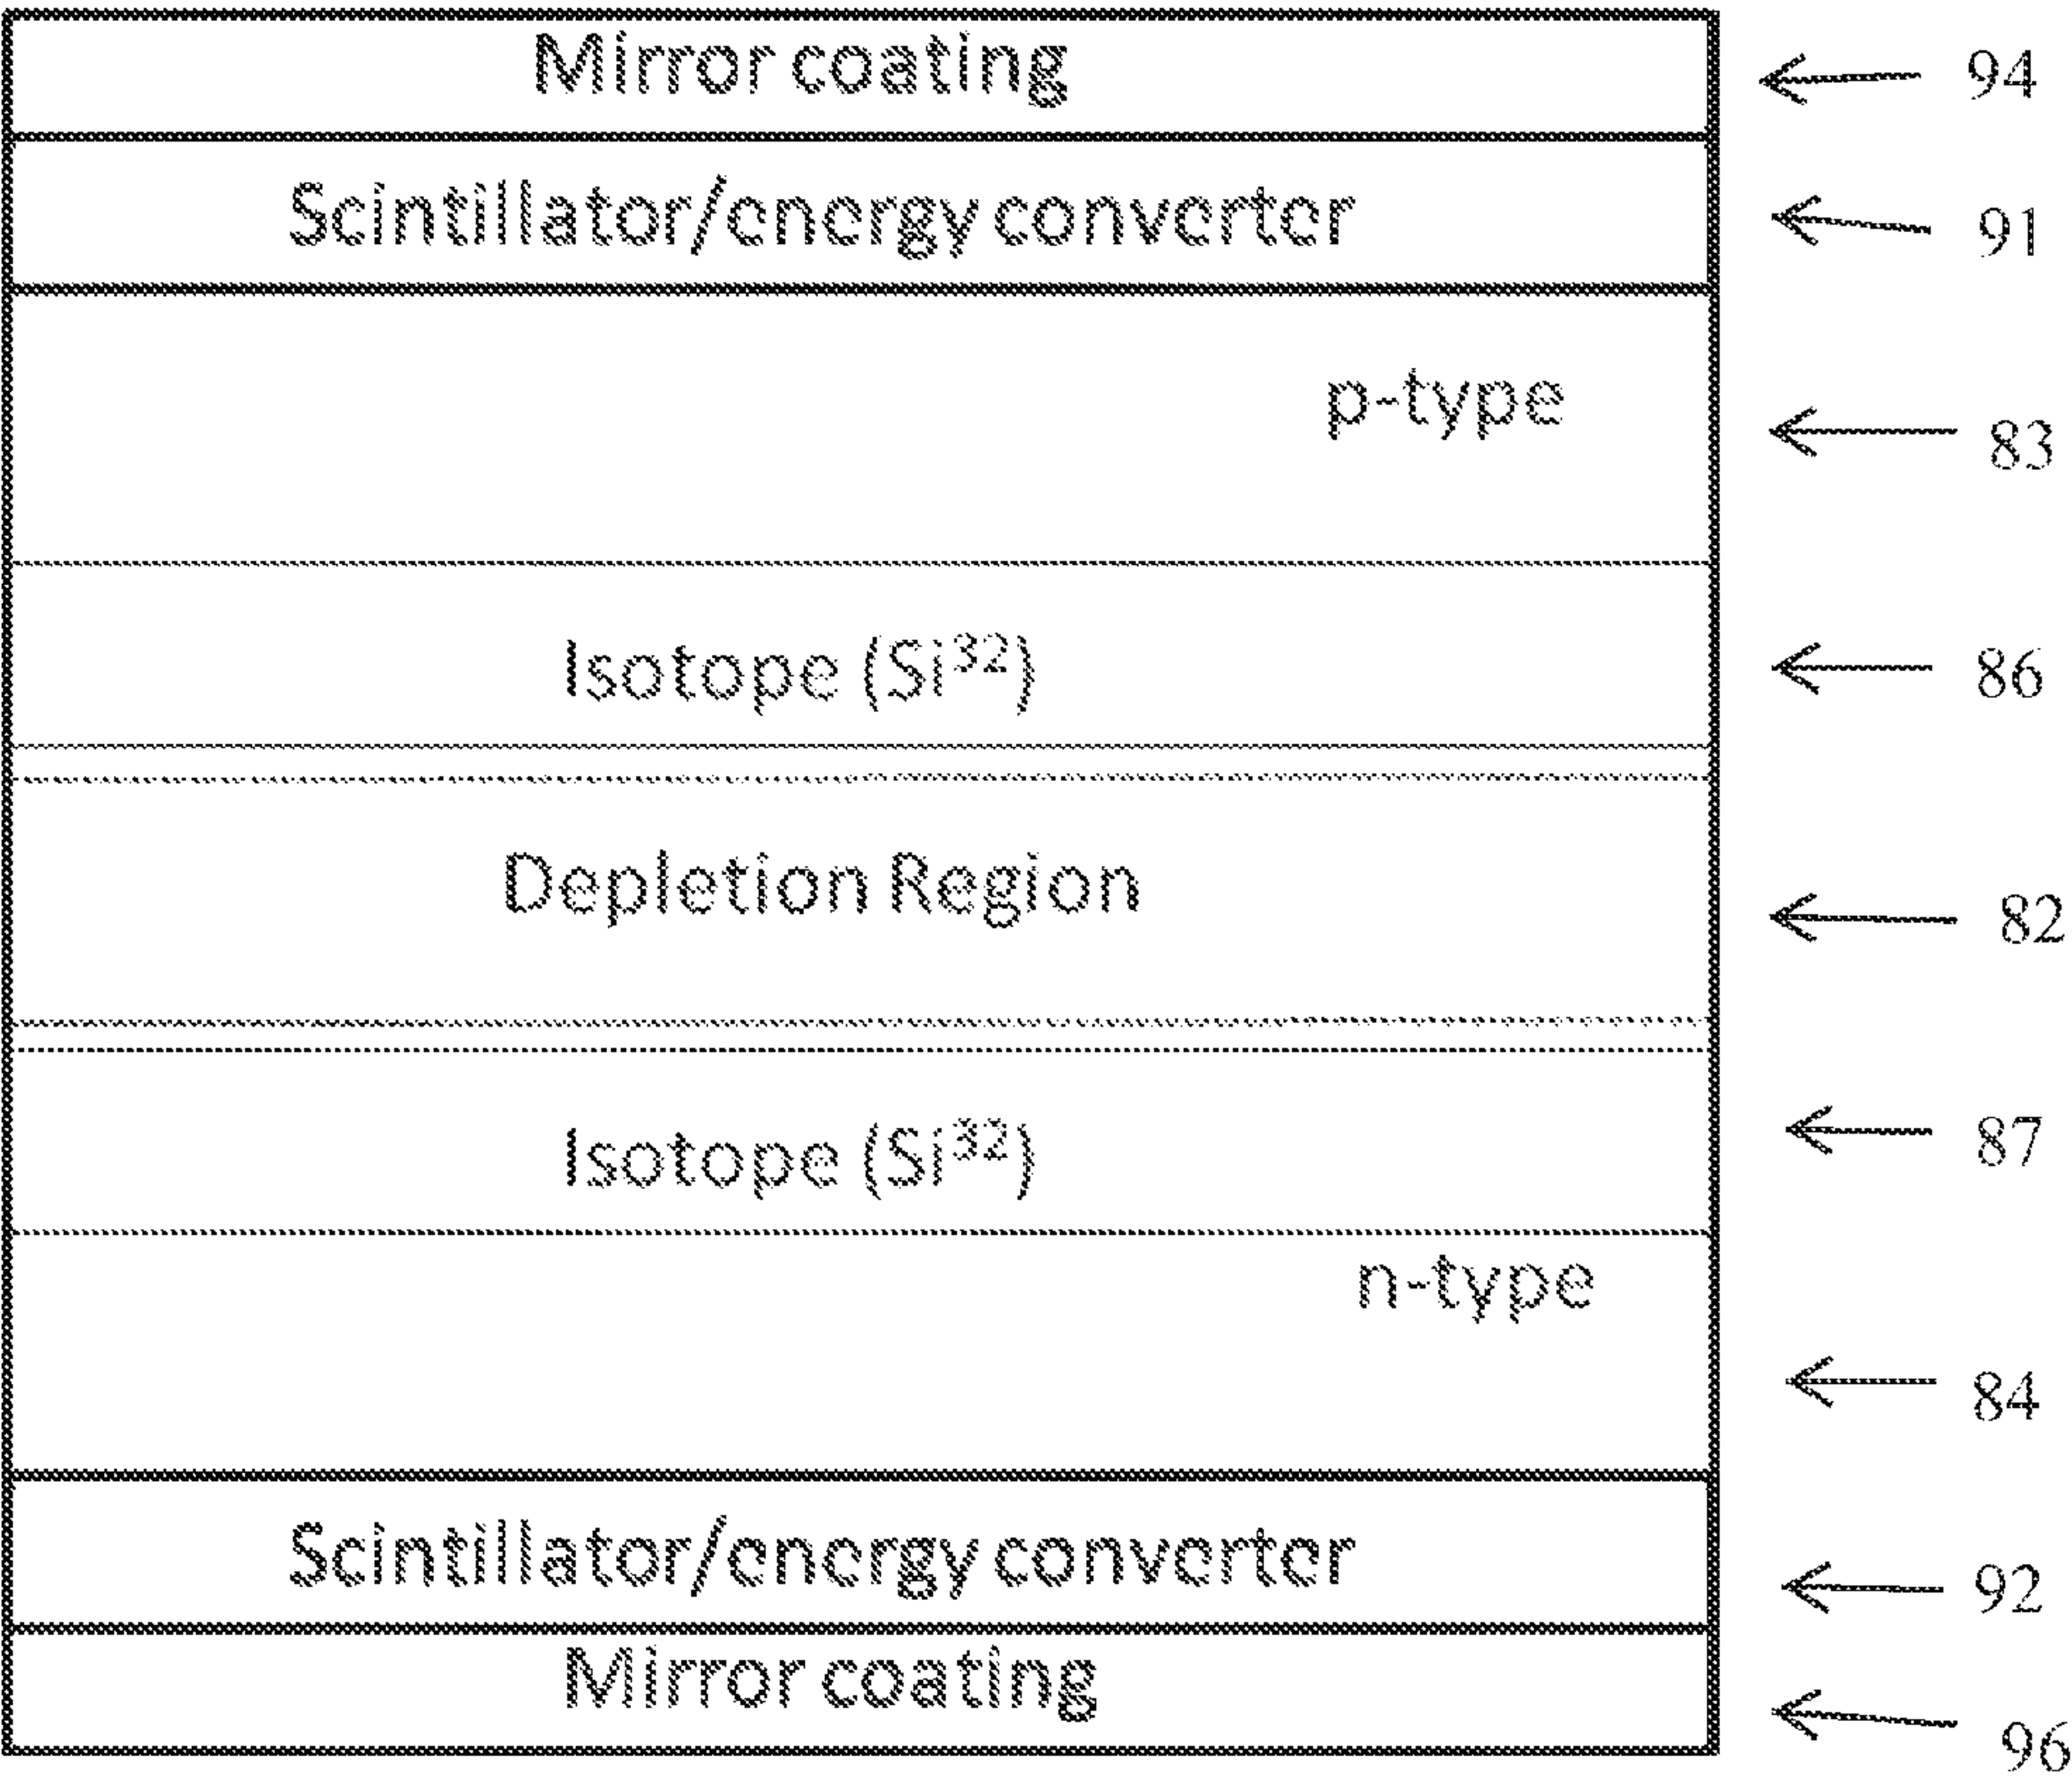 Mirror coating 94
Scintillator/energy converter 91
p-type
83
Isotope (Si³²) 86
Depletion Region 82
Isotope (Si³²) 87
n-type
84
Scintillator/energy converter 92
Mirror coating 96